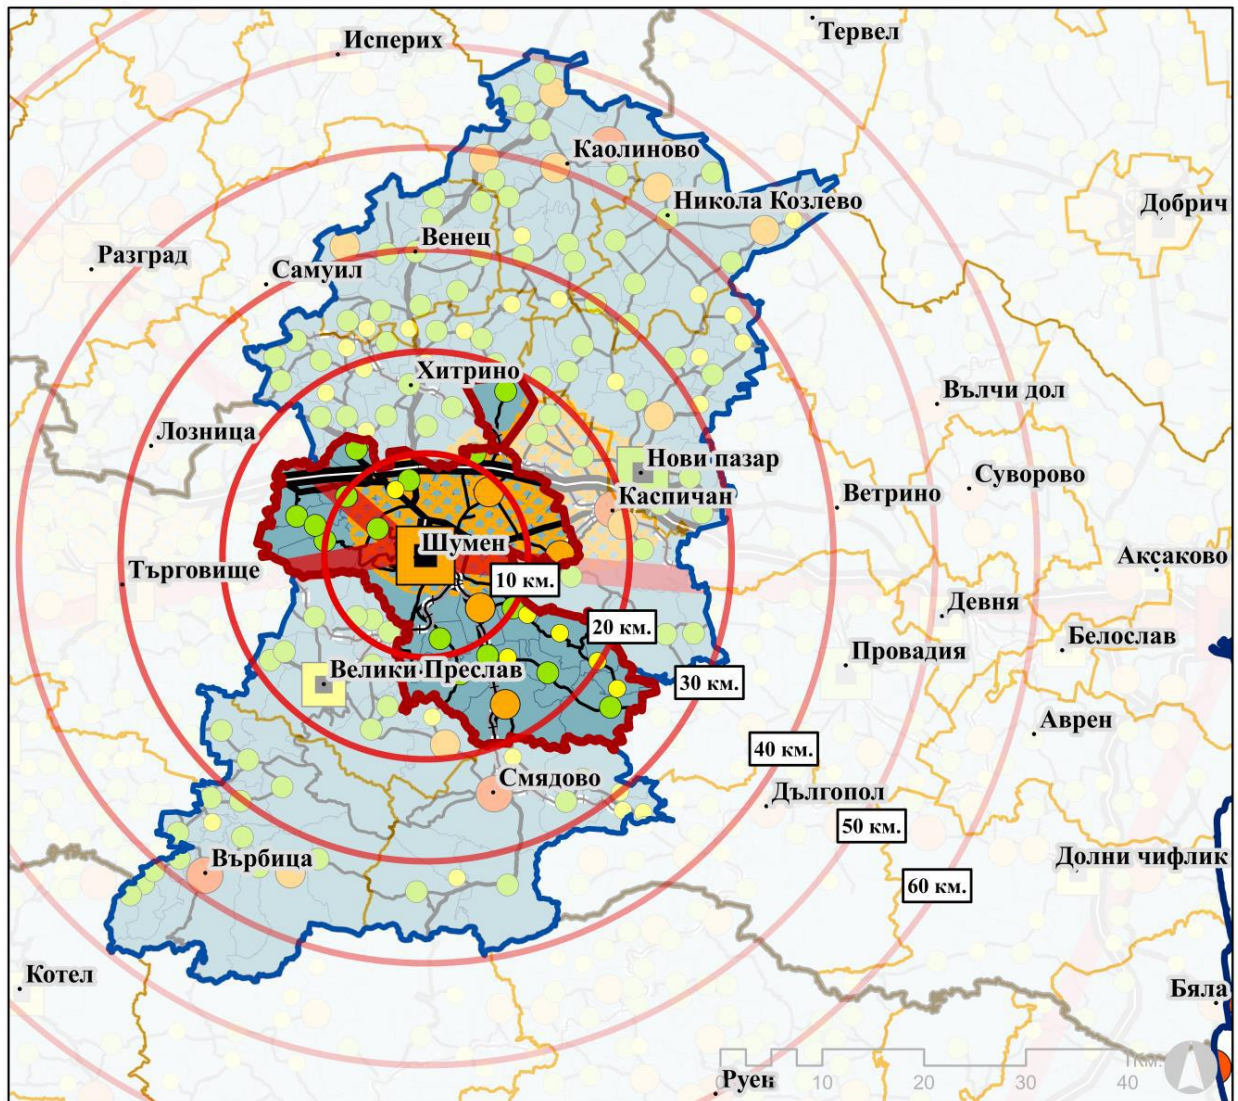 Тервел
Исперих
Каолиново
Никола Козлево
Добрич
Венец
Разград
Самуил
Хитрино
Вълчи дол
Лозница
Нови пазар
Суворово
Ветрино
Каспичан
Шумен
Аксаково
Търговище
10 км.
Девня
20 км.
Белослав
Провадия
Велики Преслав
30 км.
Аврен
40 км.
Смядово
Дългопол
50 км.
Върбица
Долни чифлик
60 км.
Котел
Бяла
Км.
Руен
0 10 20 30 40